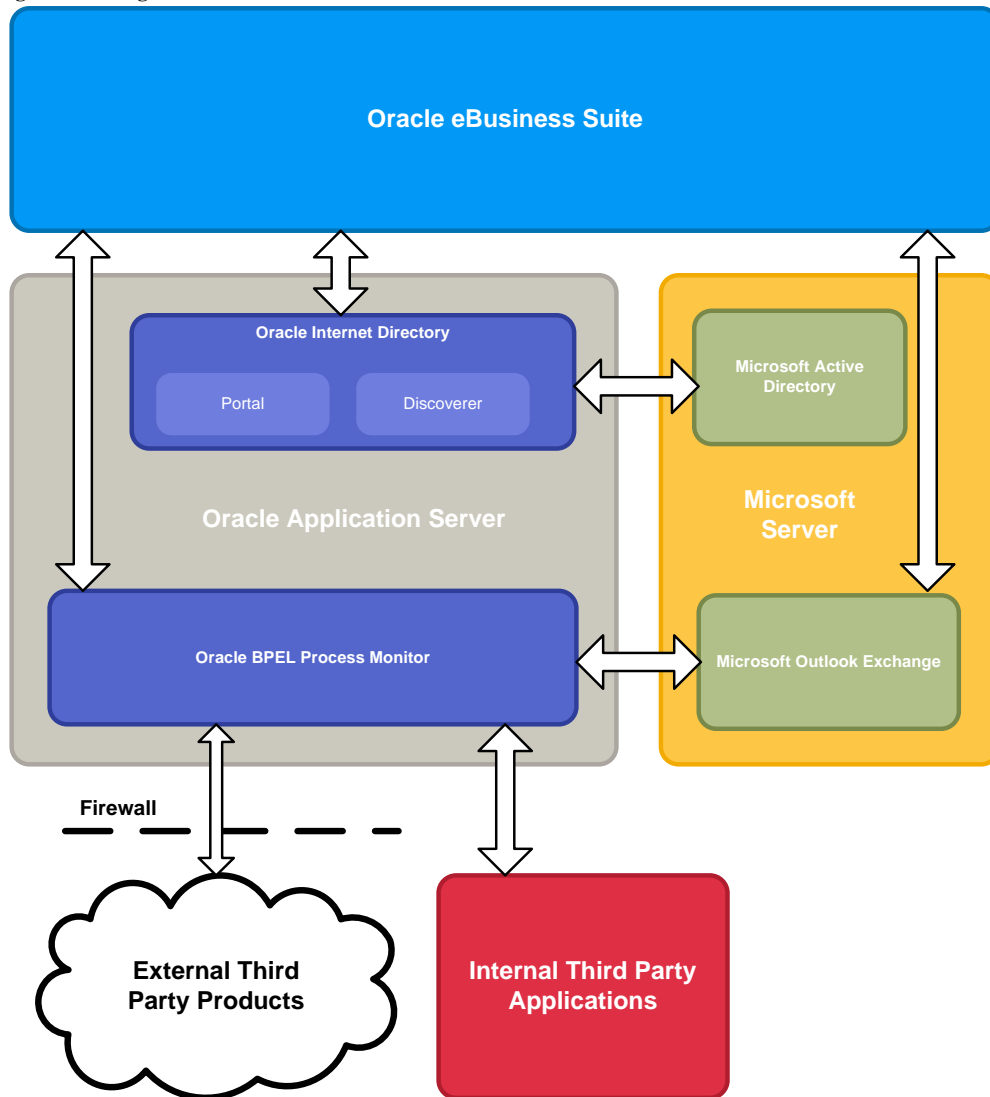 Oracle eBusiness Suite
Oracle Internet Directory
Portal
Discoverer
Microsoft Active
Directory
Oracle Application Server
Microsoft
Server
Oracle BPEL Process Monitor
Microsoft Outlook Exchange
Firewall
External Third
Party Products
Internal Third Party
Applications